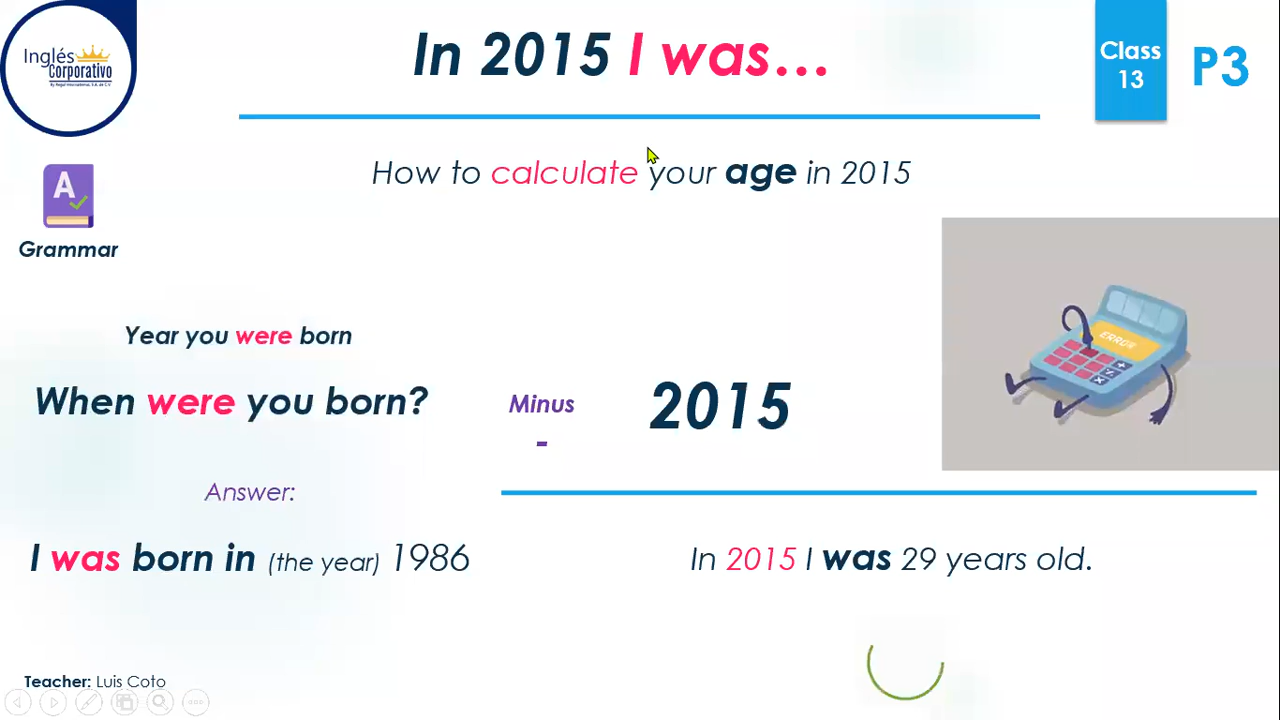 Inglés
Corporativo
In 2015 I was...
Class
13
P3
How to calculate your age in 2015
A
Grammar
ERROR
Year you were born
When were you born?
Minus
-
2015
Answer:
I was born in (the year) 1986
In 2015 I was 29 years old.
Teacher: Luis Coto